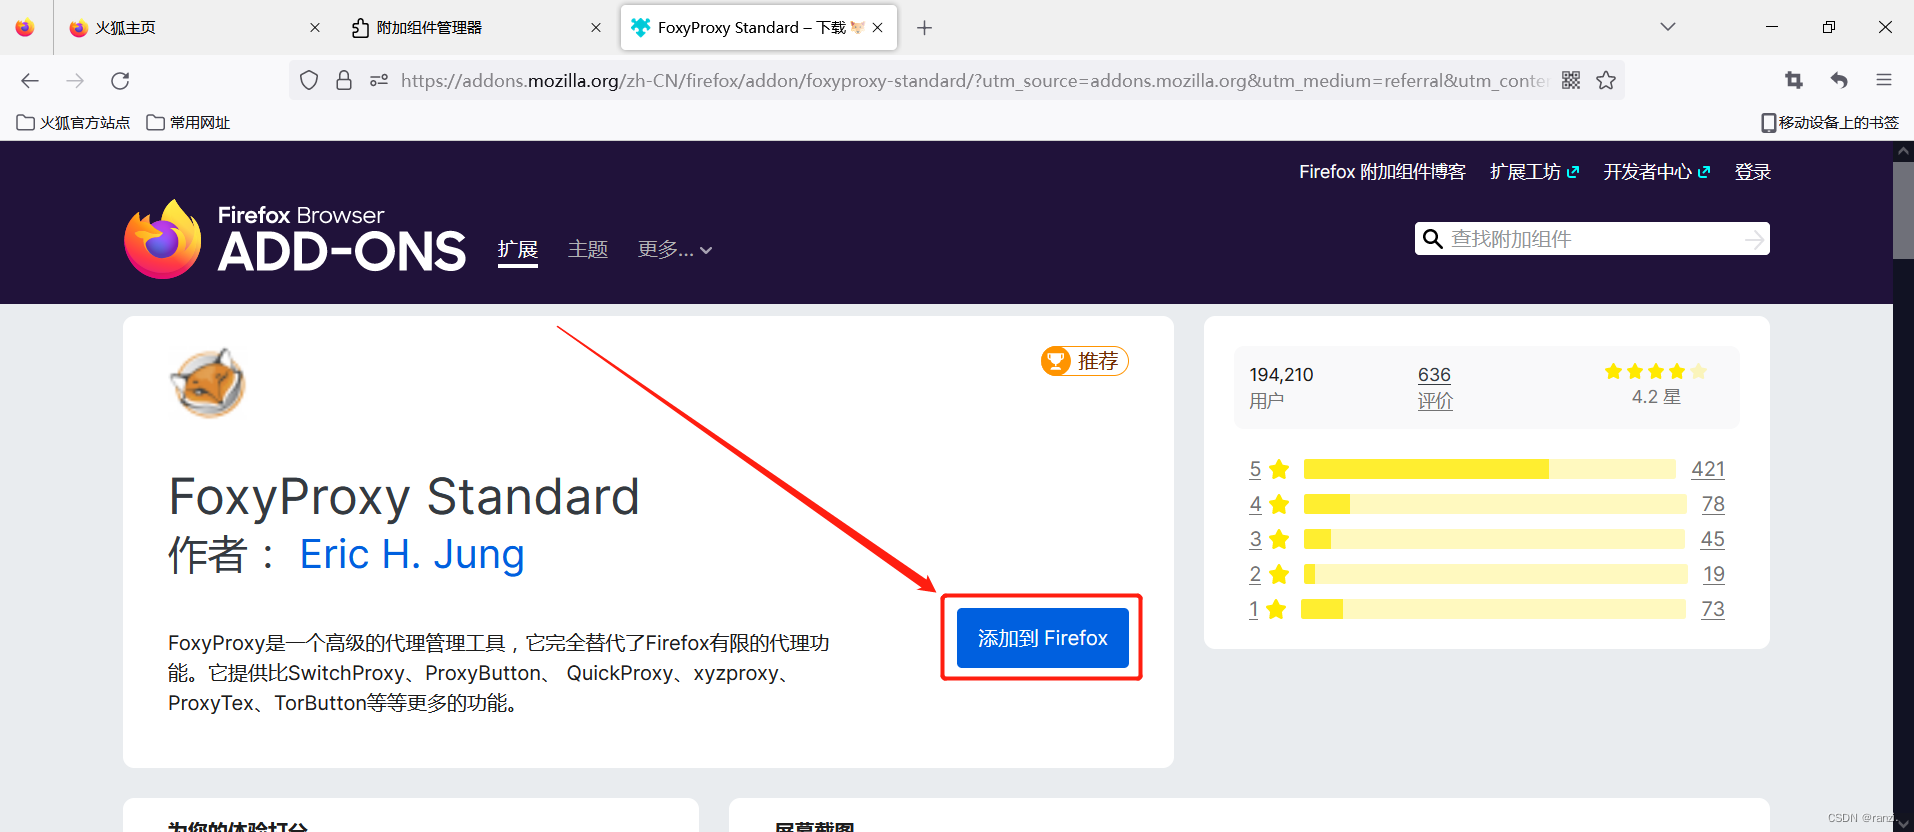 火狐主页
附加组件管理器
FoxyProxy Standard – 下载
https://addons.mozilla.org/zh-CN/firefox/addon/foxyproxy-standard/?utm_source=addons.mozilla.org&utm_medium=referral&utm_conte
火狐官方站点 常用网址 移动设备上的书签
Firefox 附加组件博客 扩展工坊 开发者中心 登录
Firefox Browser
ADD-ONS
扩展 主题 更多...
查找附加组件
推荐
FoxyProxy Standard
作者： Eric H. Jung
FoxyProxy是一个高级的代理管理工具，它完全替代了Firefox有限的代理功
能。它提供比SwitchProxy、ProxyButton、 QuickProxy、xyzproxy、
ProxyTex、TorButton等等更多的功能。
添加到 Firefox
194,210
用户
636
评价
4.2 星
5 421
4 78
3 45
2 19
1 73
为您的体验打分
屏幕截图